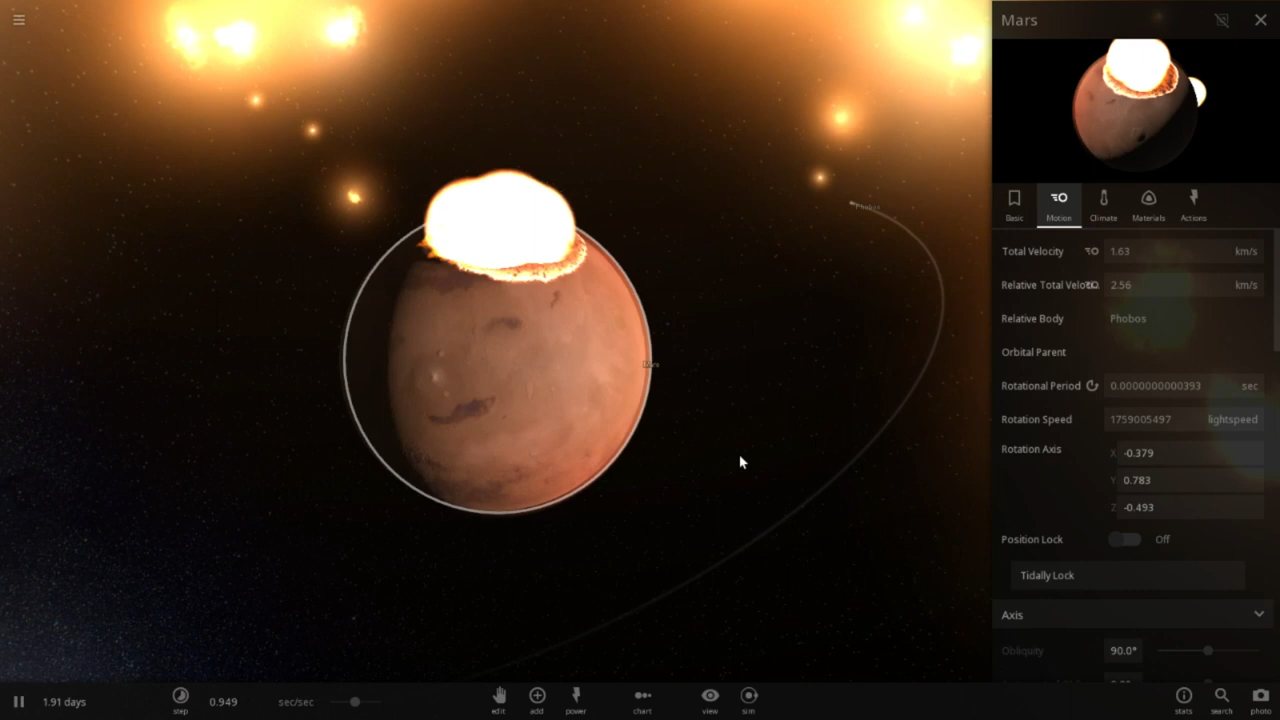 Mars
Basic Motion Climate Materials Actions
Total Velocity 1.63 km/s
Relative Total Velo 2.56 km/s
Relative Body Phobos
Orbital Parent
Rotational Period 0.0000000000393 sec
Rotation Speed 1759005497 lightspeed
Rotation Axis X -0.379
Y 0.783
Z -0.493
Position Lock Off
Tidally Lock
Axis
Obliquity 90.0°
Phobos
Mars
1.91 days step 0.949 sec/sec edit add power chart view sim stats search photo